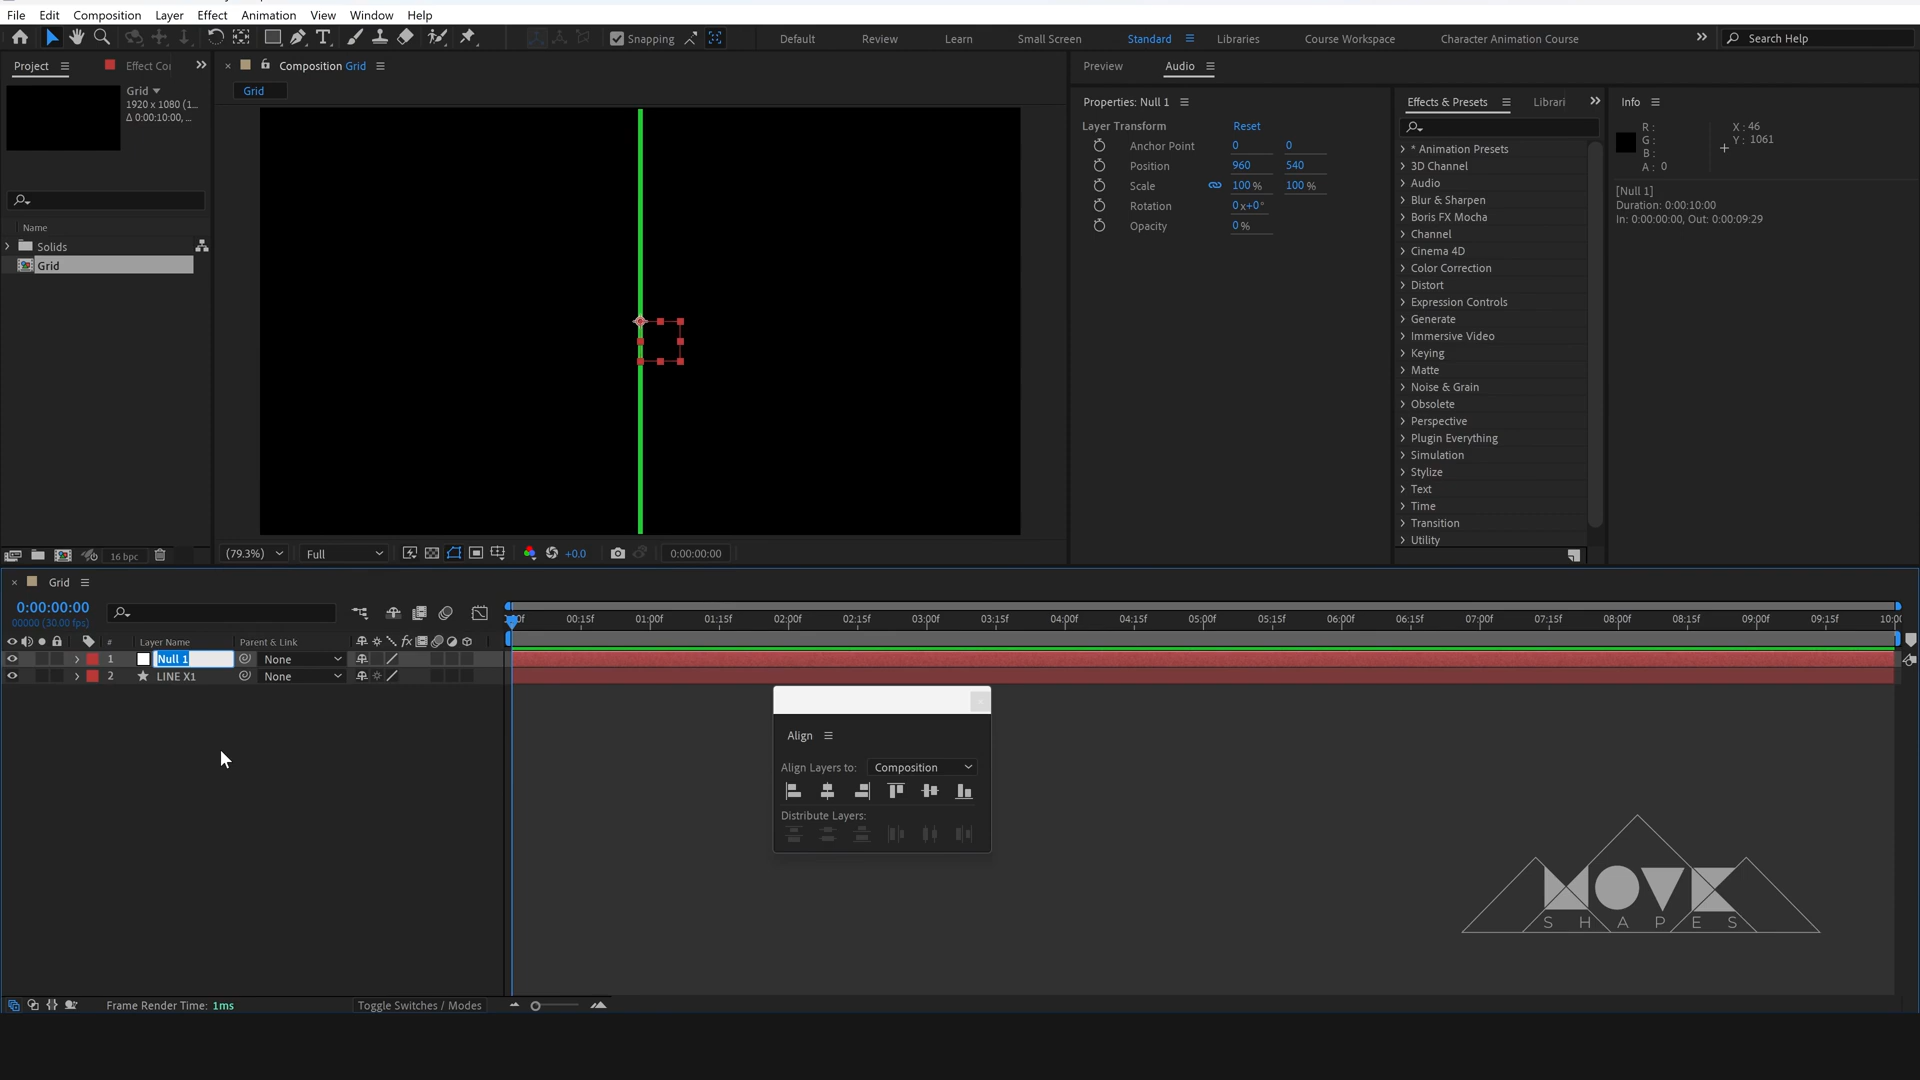 File Edit Composition Layer Effect Animation View Window Help
Snapping Default Review Learn Small Screen Standard Libraries Course Workspace Character Animation Course Search Help
Project Effect Cor
Composition Grid
Preview Audio
Grid
Grid
1920 x 1080 (1...
Δ 0:00:10:00, ...
Name
Solids
Grid
Properties: Null 1
Layer Transform Reset
Anchor Point 0 0
Position 960 540
Scale 100 % 100 %
Rotation 0x+0°
Opacity 0 %
Effects & Presets Librari
* Animation Presets
3D Channel
Audio
Blur & Sharpen
Boris FX Mocha
Channel
Cinema 4D
Color Correction
Distort
Expression Controls
Generate
Immersive Video
Keying
Matte
Noise & Grain
Obsolete
Perspective
Plugin Everything
Simulation
Stylize
Text
Time
Transition
Utility
Info
R :
G :
B :
A : 0
X : 46
Y : 1061
[Null 1]
Duration: 0:00:10:00
In: 0:00:00:00, Out: 0:00:09:29
16 bpc
(79.3%) Full +0.0 0:00:00:00
Grid
0:00:00:00
00000 (30.00 fps)
:00f 00:15f 01:00f 01:15f 02:00f 02:15f 03:00f 03:15f 04:00f 04:15f 05:00f 05:15f 06:00f 06:15f 07:00f 07:15f 08:00f 08:15f 09:00f 09:15f 10:00
# Layer Name Parent & Link fx
1 Null 1 None
2 LINE X1 None
Align
Align Layers to: Composition
Distribute Layers:
MOVE
SHAPES
Frame Render Time: 1ms Toggle Switches / Modes